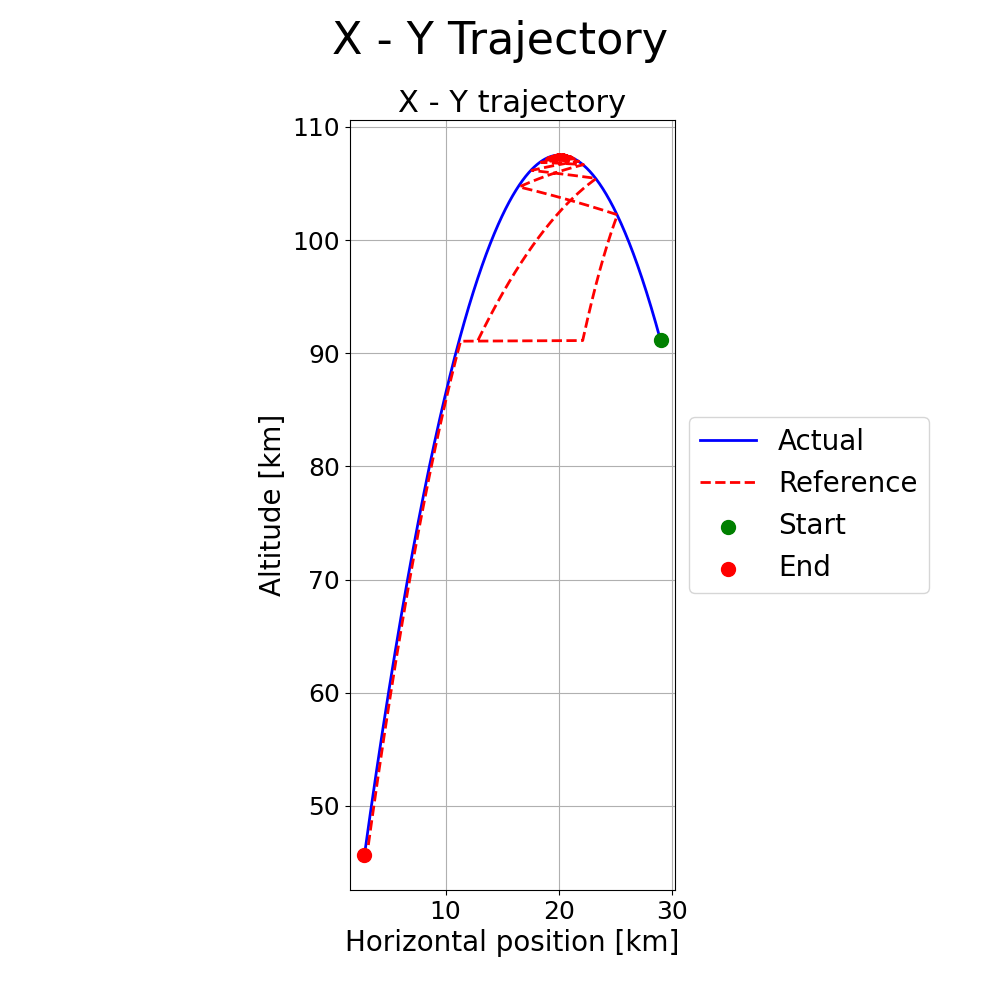 X - Y Trajectory
X - Y trajectory
110
100
90
80
70
60
50
Altitude [km]
10 20 30
Horizontal position [km]
Actual
Reference
Start
End